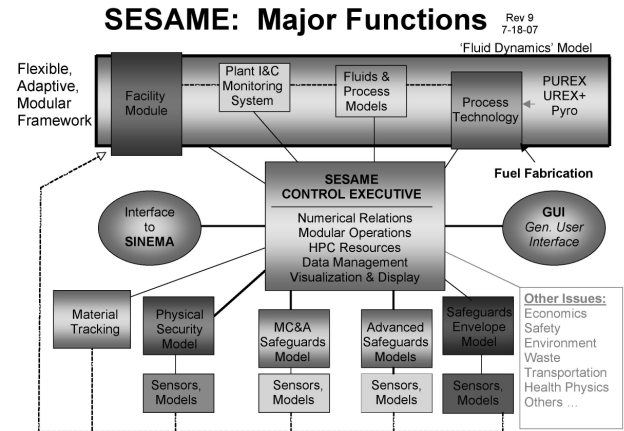 SESAME: Major Functions
Rev 9
7-18-07
'Fluid Dynamics' Model
Flexible,
Adaptive,
Modular
Framework
Facility
Module
Plant I&C
Monitoring
System
Fluids &
Process
Models
Process
Technology
PUREX
UREX+
Pyro
Fuel Fabrication
SESAME
CONTROL EXECUTIVE
Numerical Relations
Modular Operations
HPC Resources
Data Management
Visualization & Display
Interface
to
SINEMA
GUI
Gen. User
Interface
Material
Tracking
Physical
Security
Model
MC&A
Safeguards
Model
Advanced
Safeguards
Models
Safeguards
Envelope
Model
Other Issues:
Economics
Safety
Environment
Waste
Transportation
Health Physics
Others ...
Sensors,
Models
Sensors,
Models
Sensors,
Models
Sensors,
Models